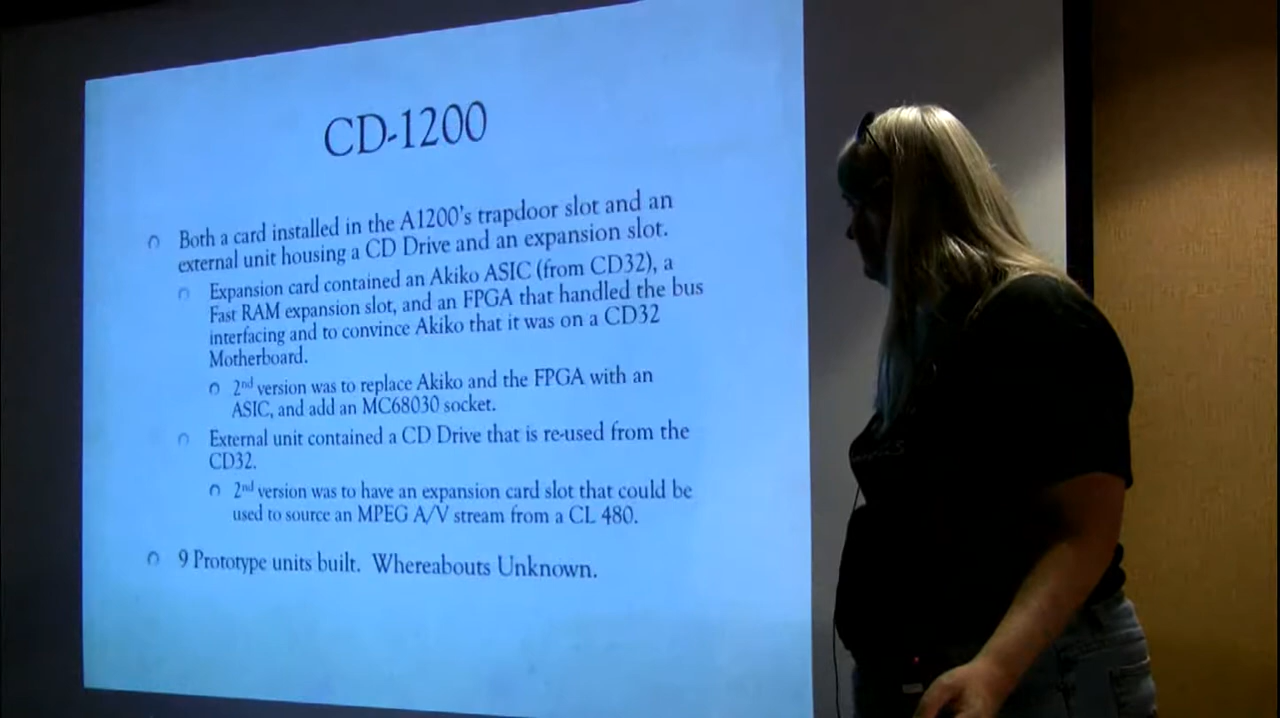 CD-1200
Both a card installed in the A1200's trapdoor slot and an
external unit housing a CD Drive and an expansion slot.
Expansion card contained an Akiko ASIC (from CD32), a
Fast RAM expansion slot, and an FPGA that handled the bus
interfacing and to convince Akiko that it was on a CD32
Motherboard.
2nd version was to replace Akiko and the FPGA with an
ASIC, and add an MC68030 socket.
External unit contained a CD Drive that is re-used from the
CD32.
2nd version was to have an expansion card slot that could be
used to source an MPEG A/V stream from a CL 480.
9 Prototype units built. Whereabouts Unknown.